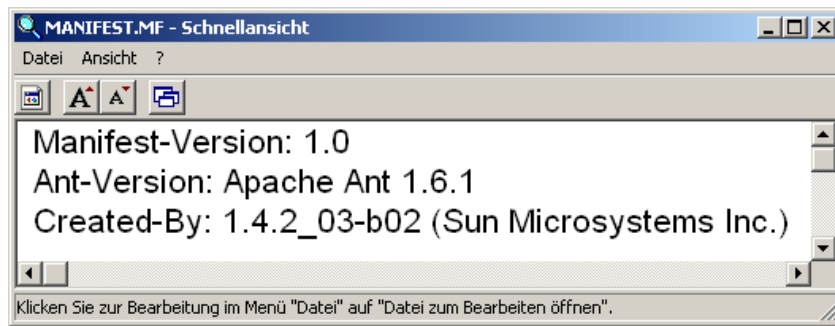 MANIFEST.MF - Schnellansicht
Datei Ansicht ?
A A
Manifest-Version: 1.0
Ant-Version: Apache Ant 1.6.1
Created-By: 1.4.2_03-b02 (Sun Microsystems Inc.)
Klicken Sie zur Bearbeitung im Menü "Datei" auf "Datei zum Bearbeiten öffnen".